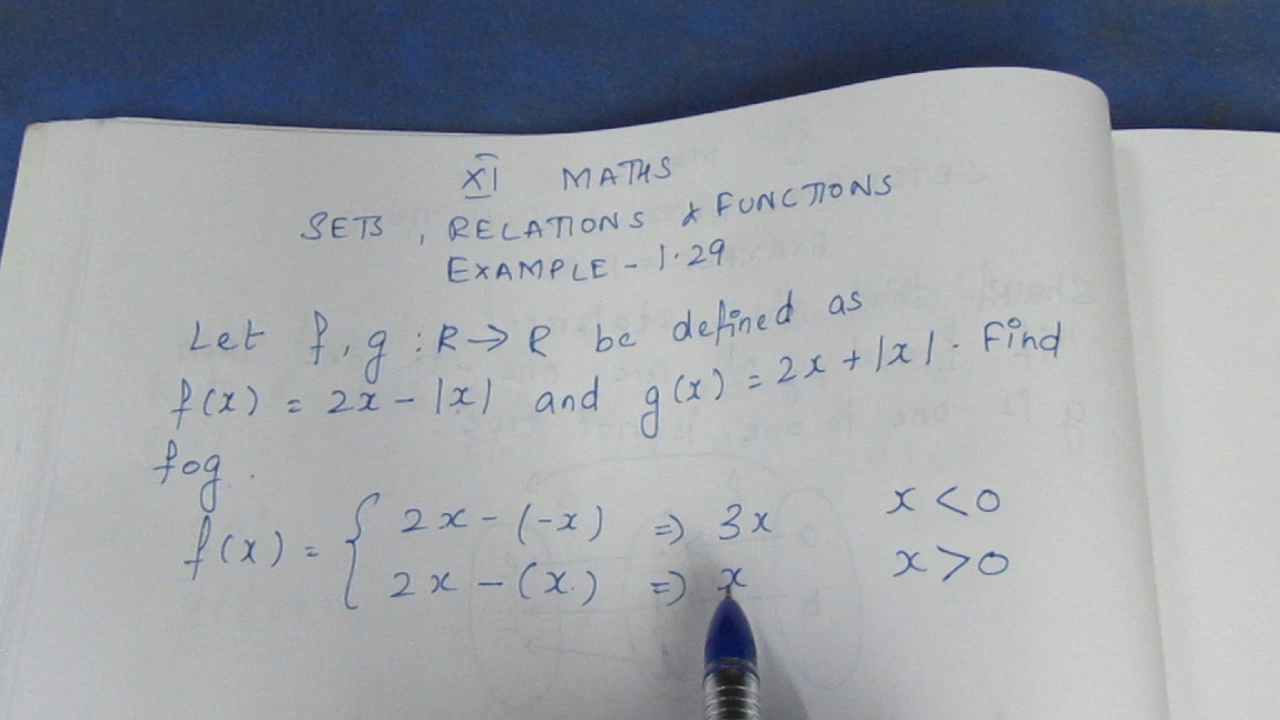 XI MATHS
SETS, RELATIONS & FUNCTIONS
EXAMPLE - 1.29
Let f, g : R → R be defined as
f(x) = 2x - |x| and g(x) = 2x + |x|. Find
fog.
f(x) = { 2x - (-x) ⇒ 3x x < 0
2x - (x) ⇒ x x > 0